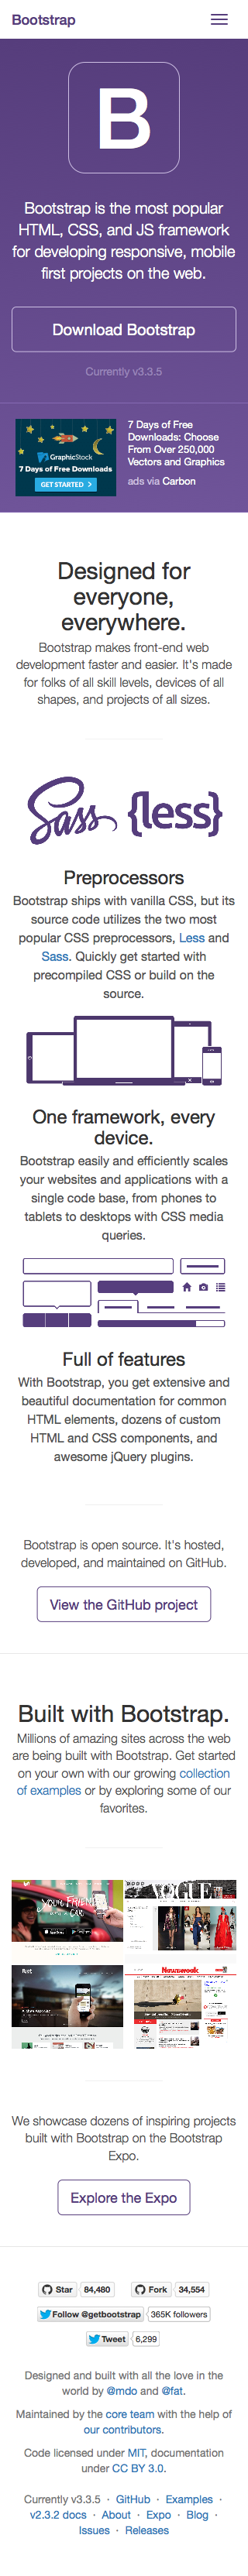 Bootstrap
B
Bootstrap is the most popular
HTML, CSS, and JS framework
for developing responsive, mobile
first projects on the web.
Download Bootstrap
Currently v3.3.5
GraphicStock
7 Days of Free Downloads
GET STARTED >
7 Days of Free
Downloads: Choose
From Over 250,000
Vectors and Graphics
ads via Carbon
Designed for
everyone,
everywhere.
Bootstrap makes front-end web
development faster and easier. It's made
for folks of all skill levels, devices of all
shapes, and projects of all sizes.
Sass {less}
Preprocessors
Bootstrap ships with vanilla CSS, but its
source code utilizes the two most
popular CSS preprocessors, Less and
Sass. Quickly get started with
precompiled CSS or build on the
source.
One framework, every
device.
Bootstrap easily and efficiently scales
your websites and applications with a
single code base, from phones to
tablets to desktops with CSS media
queries.
Full of features
With Bootstrap, you get extensive and
beautiful documentation for common
HTML elements, dozens of custom
HTML and CSS components, and
awesome jQuery plugins.
Bootstrap is open source. It's hosted,
developed, and maintained on GitHub.
View the GitHub project
Built with Bootstrap.
Millions of amazing sites across the web
are being built with Bootstrap. Get started
on your own with our growing collection
of examples or by exploring some of our
favorites.
YOUR FRIENDS
VOGUE
Newsweek
We showcase dozens of inspiring projects
built with Bootstrap on the Bootstrap
Expo.
Explore the Expo
Star 84,480 Fork 34,554
Follow @getbootstrap 365K followers
Tweet 6,299
Designed and built with all the love in the
world by @mdo and @fat.
Maintained by the core team with the help of
our contributors.
Code licensed under MIT, documentation
under CC BY 3.0.
Currently v3.3.5 · GitHub · Examples ·
v2.3.2 docs · About · Expo · Blog ·
Issues · Releases